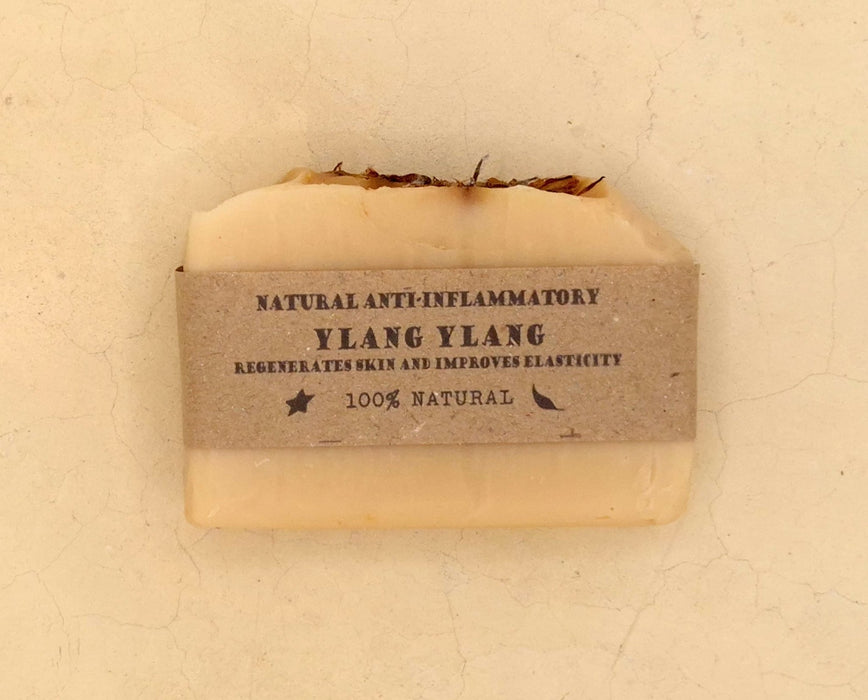 NATURAL ANTI-INFLAMMATORY
YLANG YLANG
REGENERATES SKIN AND IMPROVES ELASTICITY
100% NATURAL